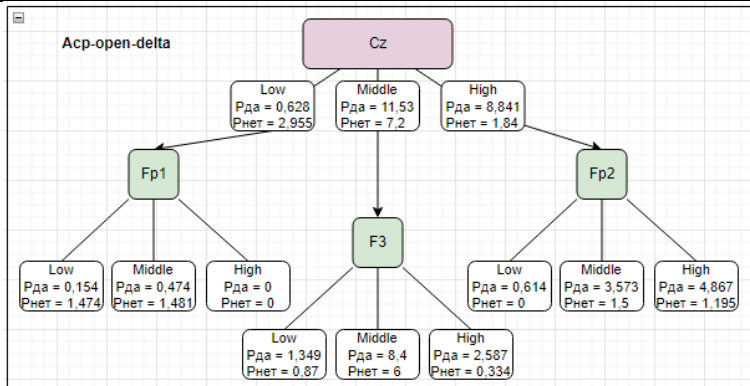 Acp-open-delta
Cz
Low
Рда = 0,628
Рнет = 2,955
Middle
Рда = 11,53
Рнет = 7,2
High
Рда = 8,841
Рнет = 1,84
Fp1
Fp2
F3
Low
Рда = 0,154
Рнет = 1,474
Middle
Рда = 0,474
Рнет = 1,481
High
Рда = 0
Рнет = 0
Low
Рда = 0,614
Рнет = 0
Middle
Рда = 3,573
Рнет = 1,5
High
Рда = 4,867
Рнет = 1,195
Low
Рда = 1,349
Рнет = 0,87
Middle
Рда = 8,4
Рнет = 6
High
Рда = 2,587
Рнет = 0,334